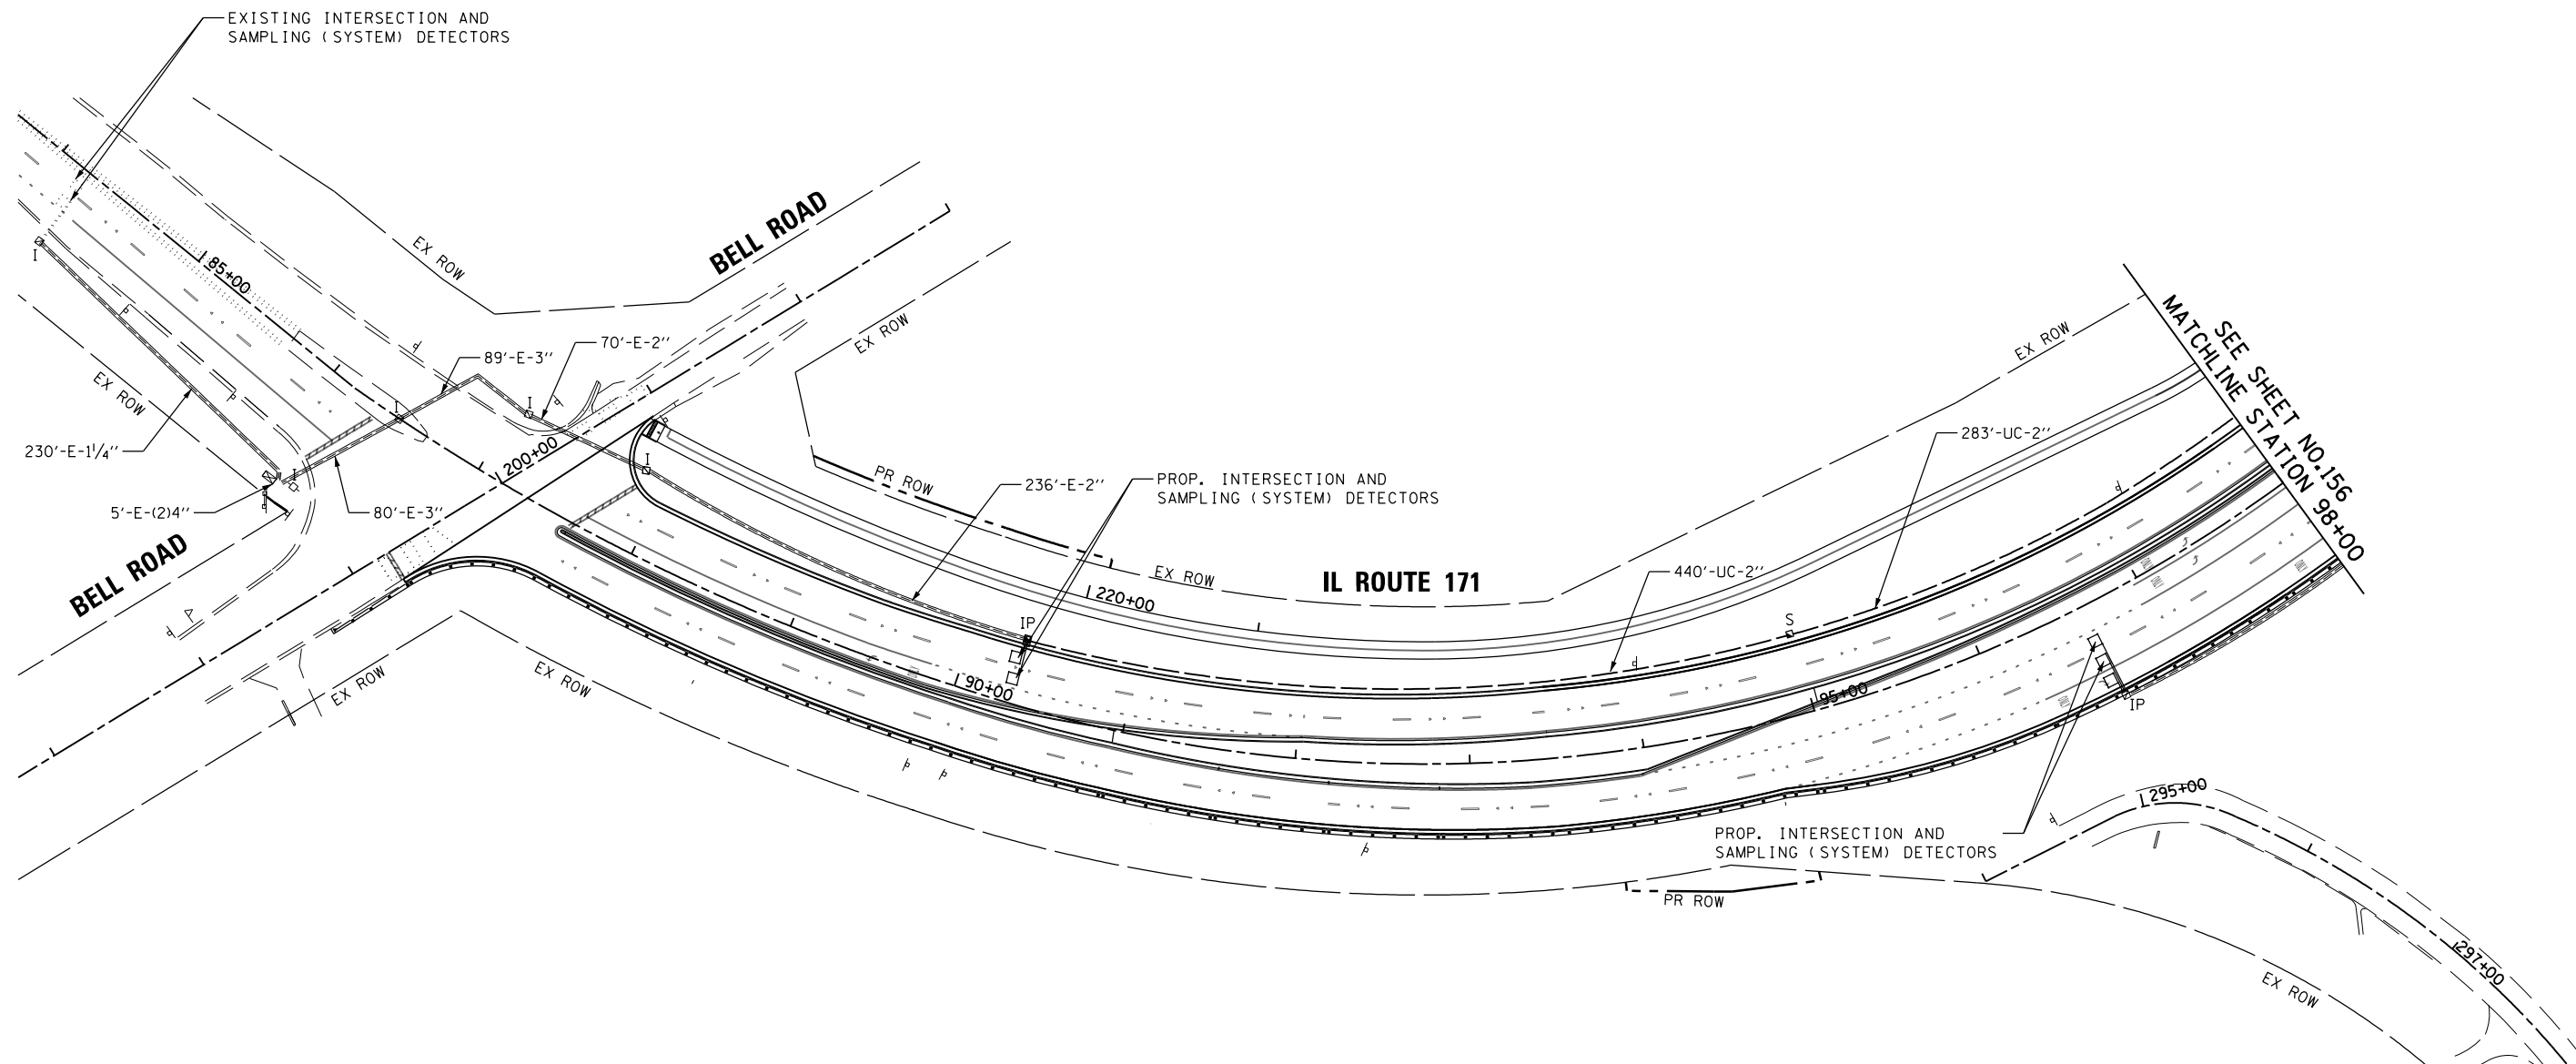 EXISTING INTERSECTION AND
SAMPLING (SYSTEM) DETECTORS
BELL ROAD
EX ROW
85+00
I
EX ROW
EX ROW
SEE SHEET NO.156
MATCHLINE STATION 98+00
70'-E-2''
89'-E-3''
EX ROW
I
I
230'-E-1¼''
200+00
283'-UC-2''
I
I
PR ROW
236'-E-2''
PROP. INTERSECTION AND
SAMPLING (SYSTEM) DETECTORS
5'-E-(2)4''
80'-E-3''
BELL ROAD
EX ROW
IL ROUTE 171
440'-UC-2''
220+00
IP
S
EX ROW
EX ROW
90+00
95+00
IP
295+00
PROP. INTERSECTION AND
SAMPLING (SYSTEM) DETECTORS
PR ROW
297+00
EX ROW